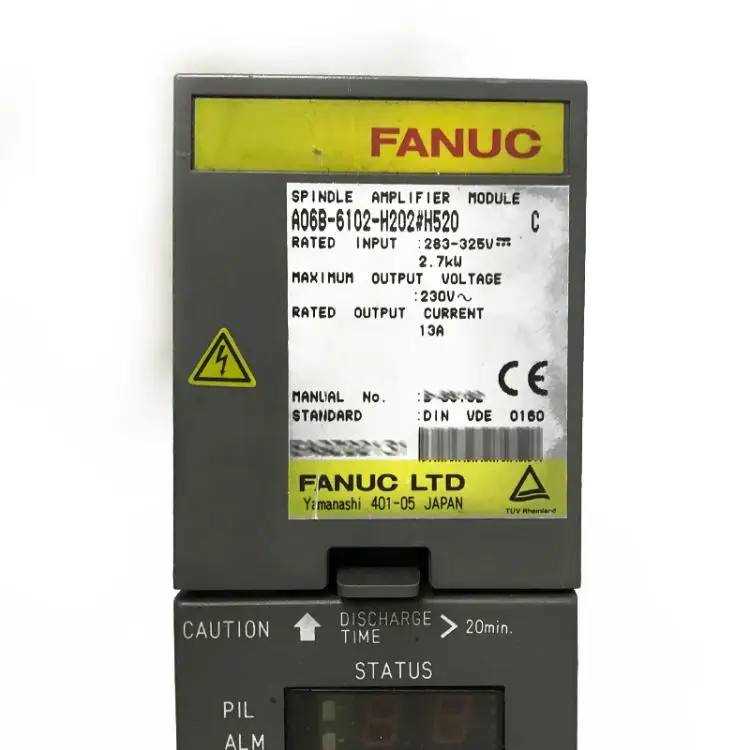 FANUC
SPINDLE AMPLIFIER MODULE
A06B-6102-H202#H520 C
RATED INPUT :283-325V⎓
2.7kW
MAXIMUM OUTPUT VOLTAGE
:230V～
RATED OUTPUT CURRENT
13A
CE
MANUAL No. :
STANDARD :DIN VDE 0160
FANUC LTD
Yamanashi 401-05 JAPAN
TUV Rheinland
CAUTION DISCHARGE TIME > 20min.
STATUS
PIL
ALM